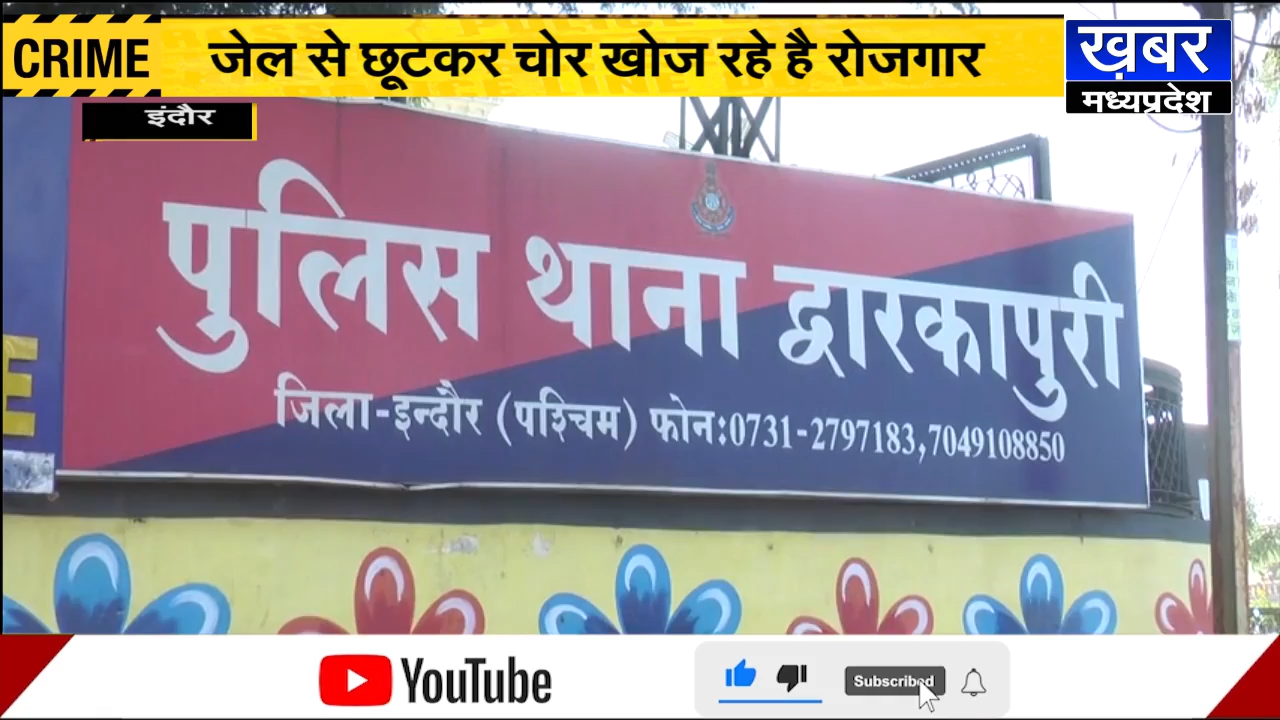 CRIME
जेल से छूटकर चोर खोज रहे है रोजगार
ख़बर
मध्यप्रदेश
इंदौर
पुलिस थाना द्वारकापुरी
जिला-इन्दौर (पश्चिम) फोन:0731-2797183,7049108850
E
YouTube
Subscribed